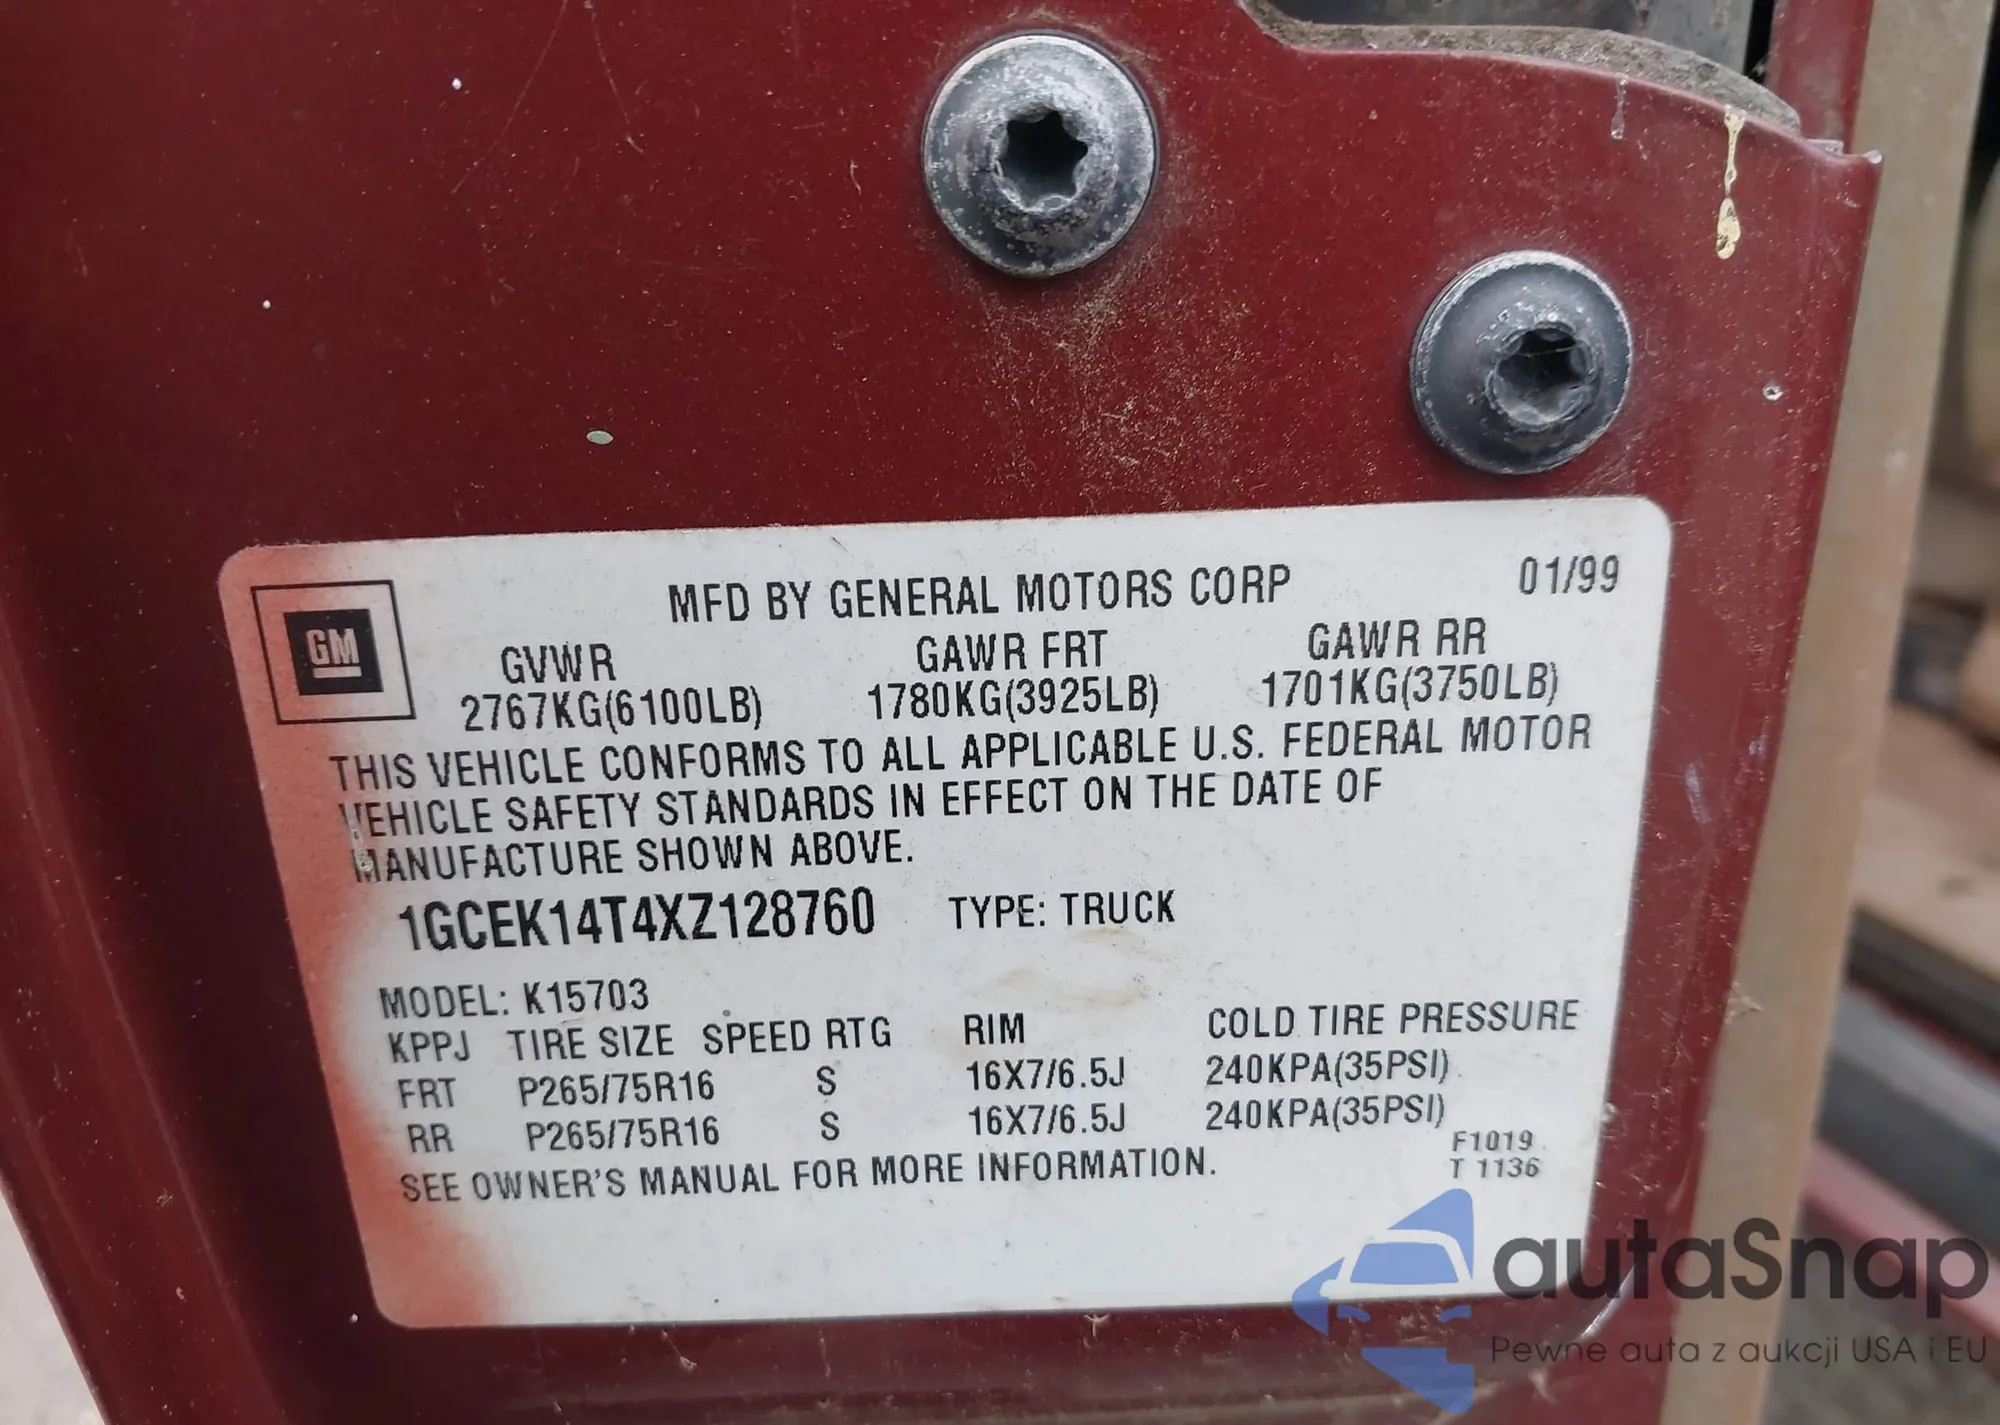 MFD BY GENERAL MOTORS CORP 01/99
GM
GVWR GAWR FRT GAWR RR
2767KG(6100LB) 1780KG(3925LB) 1701KG(3750LB)
THIS VEHICLE CONFORMS TO ALL APPLICABLE U.S. FEDERAL MOTOR
VEHICLE SAFETY STANDARDS IN EFFECT ON THE DATE OF
MANUFACTURE SHOWN ABOVE.
1GCEK14T4XZ128760 TYPE: TRUCK
MODEL: K15703
KPPJ TIRE SIZE SPEED RTG RIM COLD TIRE PRESSURE
FRT P265/75R16 S 16X7/6.5J 240KPA(35PSI)
RR P265/75R16 S 16X7/6.5J 240KPA(35PSI)
SEE OWNER'S MANUAL FOR MORE INFORMATION.
F1019
T 1136
autaSnap
Pewne auta z aukcji USA i EU